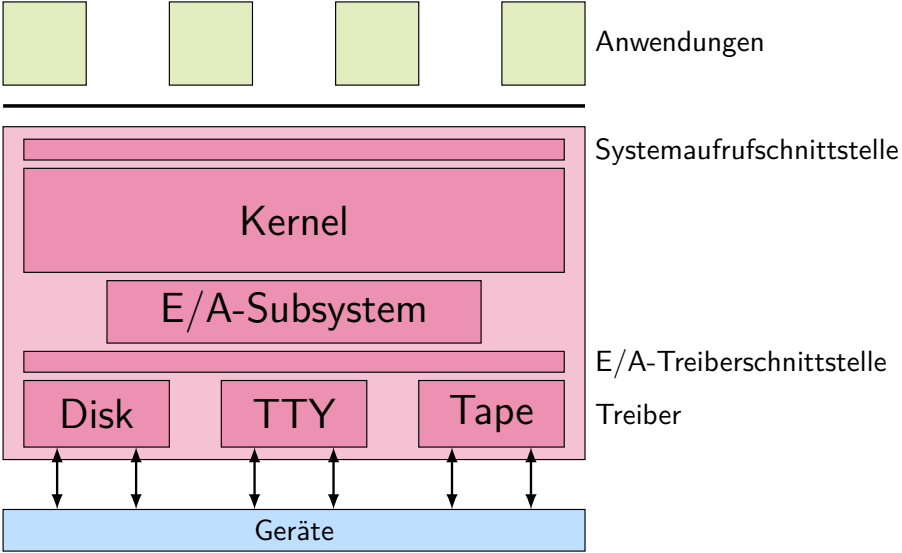 Anwendungen
Systemaufrufschnittstelle
Kernel
E/A-Subsystem
E/A-Treiberschnittstelle
Disk
TTY
Tape
Treiber
Geräte